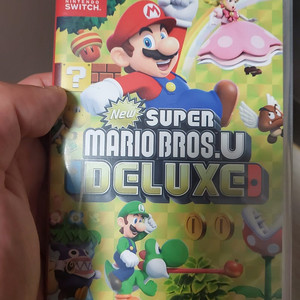 NINTENDO
SWITCH.
?
New
SUPER
MARIO BROS.U
DELUXE